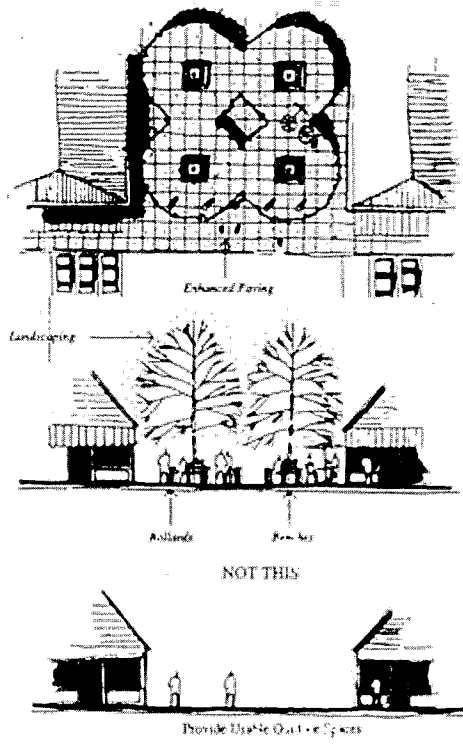 Enhanced Paving
Landscaping
Bollards
Benches
NOT THIS
Provide Usable Outdoor Spaces